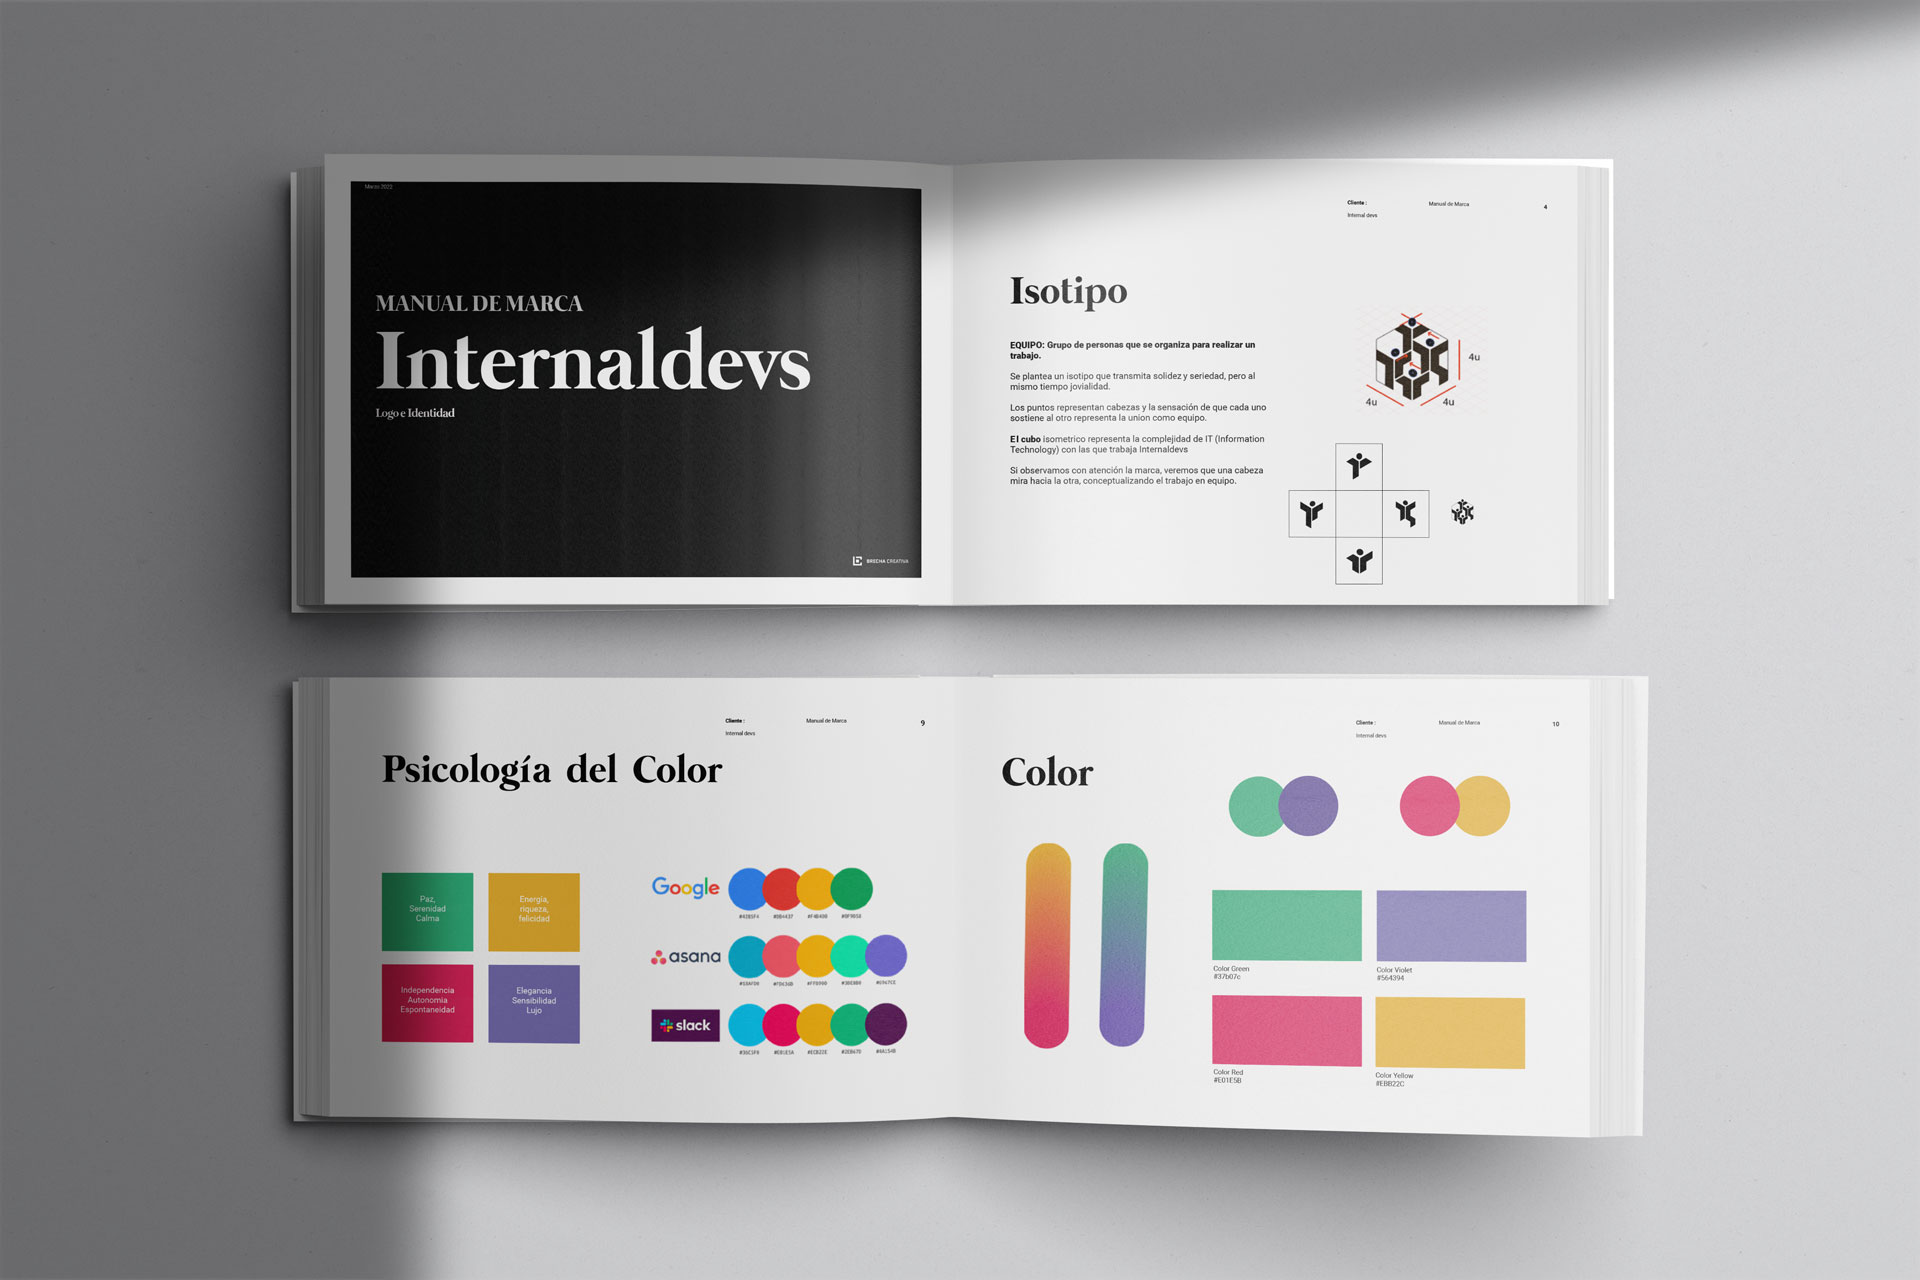 Marzo 2022
MANUAL DE MARCA
Internaldevs
Logo e Identidad
BRECHA CREATIVA
Cliente :
Internal devs
Manual de Marca
4
Isotipo
EQUIPO: Grupo de personas que se organiza para realizar un
trabajo.
Se plantea un isotipo que transmita solidez y seriedad, pero al
mismo tiempo jovialidad.
Los puntos representan cabezas y la sensación de que cada uno
sostiene al otro representa la union como equipo.
El cubo isometrico representa la complejidad de IT (Information
Technology) con las que trabaja Internaldevs
Si observamos con atención la marca, veremos que una cabeza
mira hacia la otra, conceptualizando el trabajo en equipo.
4u
4u
4u
Cliente :
Internal devs
Manual de Marca
9
Psicología del Color
Paz,
Serenidad
Calma
Energía,
riqueza,
felicidad
Independencia
Autonomia
Espontaneidad
Elegancia
Sensibilidad
Lujo
Google
asana
slack
#E01E5A
#ECB22E
Cliente :
Internal devs
Manual de Marca
10
Color
Color Green
#37b07c
Color Violet
#564394
Color Red
#E01E5B
Color Yellow
#EBB22C